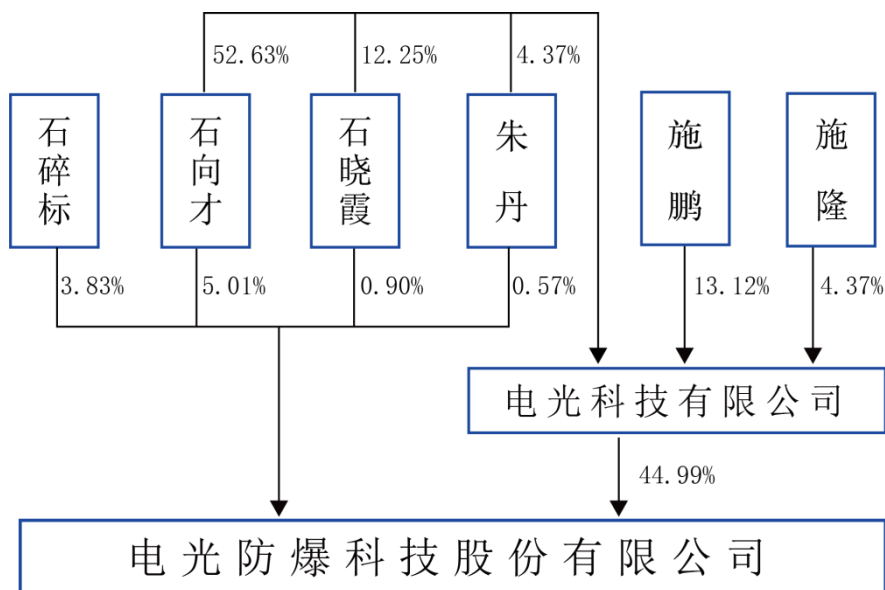 52.63%
12.25%
4.37%
石碎标
石向才
石晓霞
朱丹
施鹏
施隆
3.83%
5.01%
0.90%
0.57%
13.12%
4.37%
电光科技有限公司
44.99%
电光防爆科技股份有限公司